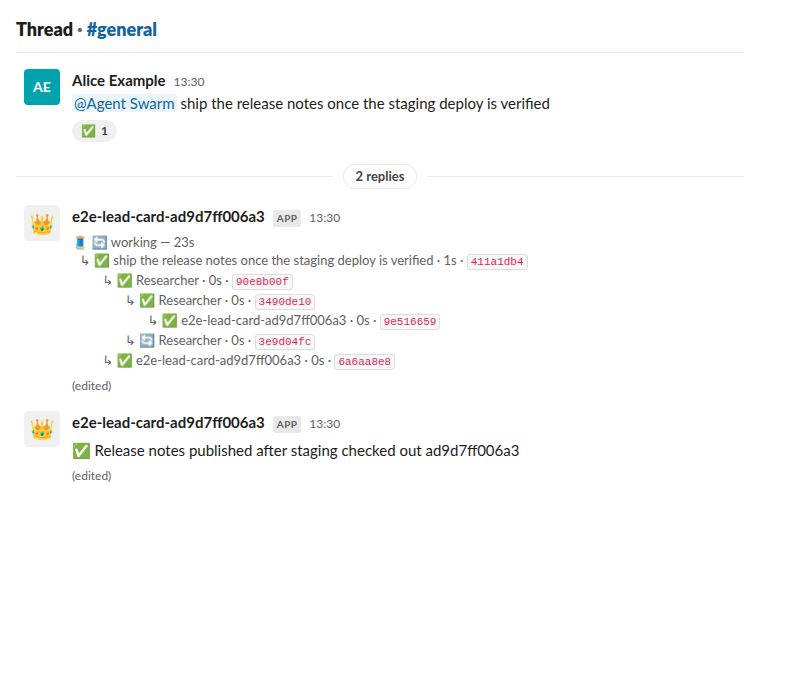 Thread • #general
AE
Alice Example 13:30
@Agent Swarm ship the release notes once the staging deploy is verified
✅ 1
2 replies
e2e-lead-card-ad9d7ff006a3 APP 13:30
🧵 🔄 working — 23s
↳ ✅ ship the release notes once the staging deploy is verified · 1s · 411a1db4
↳ ✅ Researcher · 0s · 90e8b00f
↳ ✅ Researcher · 0s · 3490de10
↳ ✅ e2e-lead-card-ad9d7ff006a3 · 0s · 9e516659
↳ 🔄 Researcher · 0s · 3e9d04fc
↳ ✅ e2e-lead-card-ad9d7ff006a3 · 0s · 6a6aa8e8
(edited)
e2e-lead-card-ad9d7ff006a3 APP 13:30
✅ Release notes published after staging checked out ad9d7ff006a3
(edited)